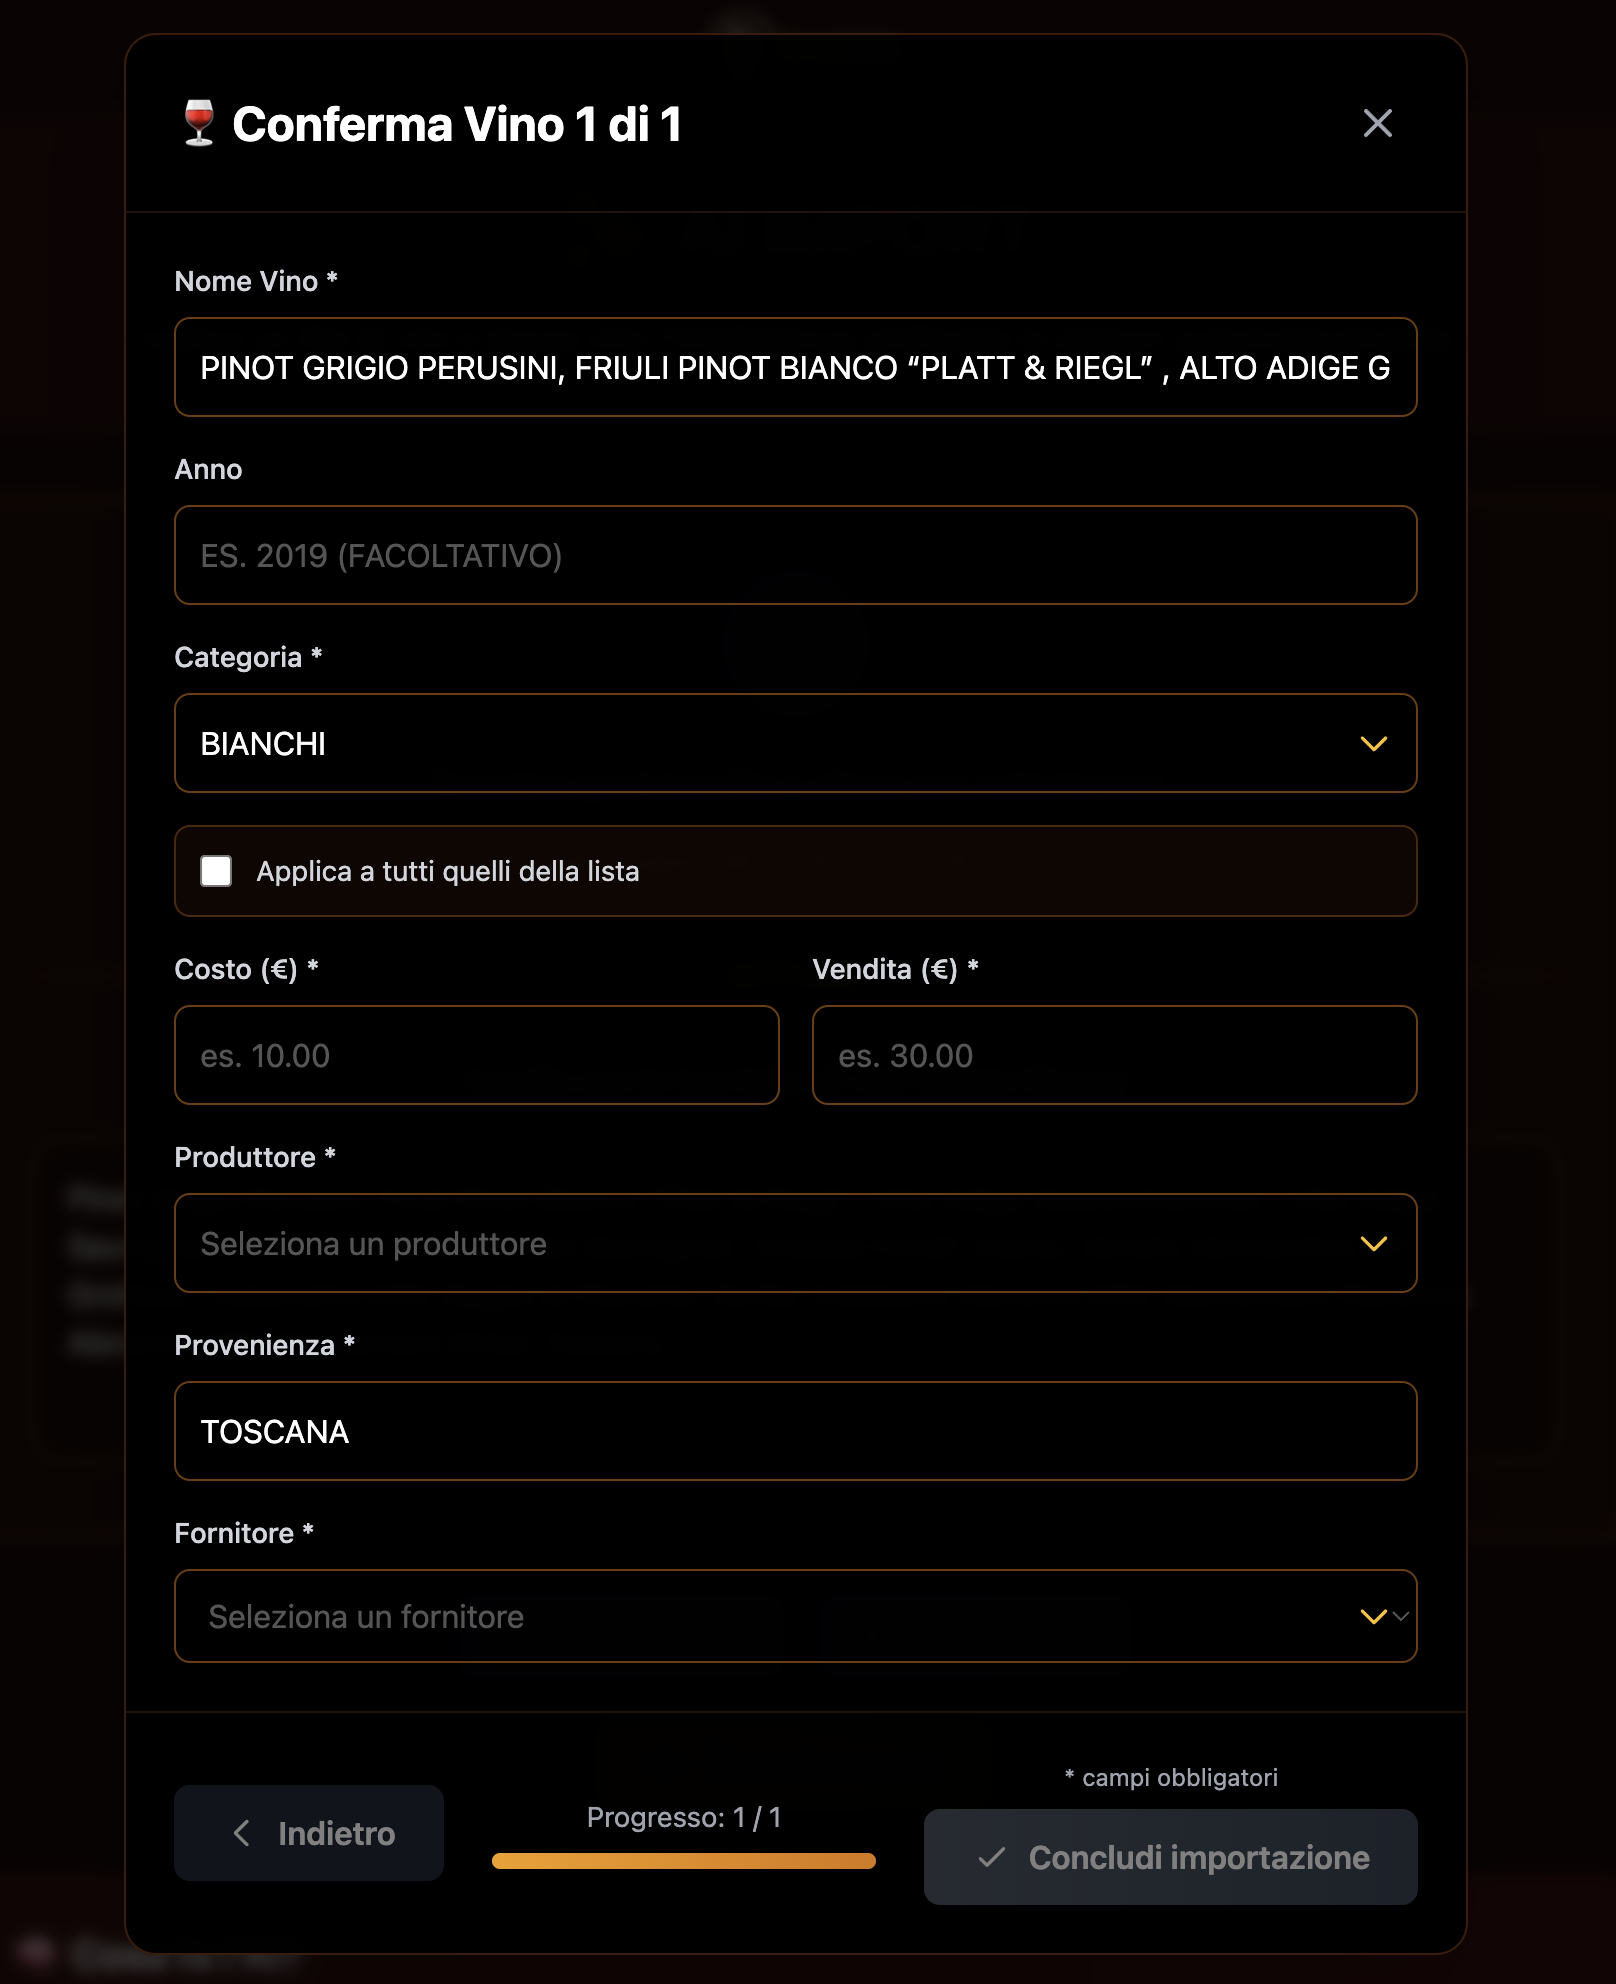 Conferma Vino 1 di 1
Nome Vino *
PINOT GRIGIO PERUSINI, FRIULI PINOT BIANCO “PLATT & RIEGL” , ALTO ADIGE G
Anno
ES. 2019 (FACOLTATIVO)
Categoria *
BIANCHI
Applica a tutti quelli della lista
Costo (€) *
Vendita (€) *
es. 10.00
es. 30.00
Produttore *
Seleziona un produttore
Provenienza *
TOSCANA
Fornitore *
Seleziona un fornitore
* campi obbligatori
Indietro
Progresso: 1 / 1
Concludi importazione